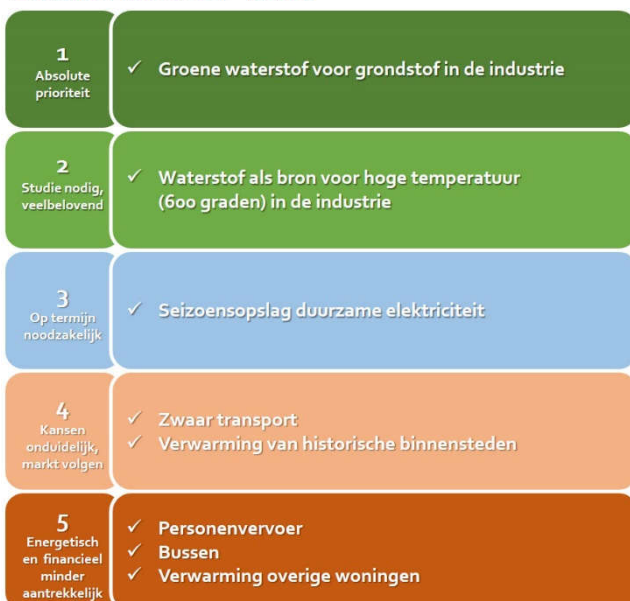 1
Absolute
prioriteit
✓ Groene waterstof voor grondstof in de industrie
2
Studie nodig,
veelbelovend
✓ Waterstof als bron voor hoge temperatuur
(600 graden) in de industrie
3
Op termijn
noodzakelijk
✓ Seizoensopslag duurzame elektriciteit
4
Kansen
onduidelijk,
markt volgen
✓ Zwaar transport
✓ Verwarming van historische binnensteden
5
Energetisch
en financieel
minder
aantrekkelijk
✓ Personenvervoer
✓ Bussen
✓ Verwarming overige woningen